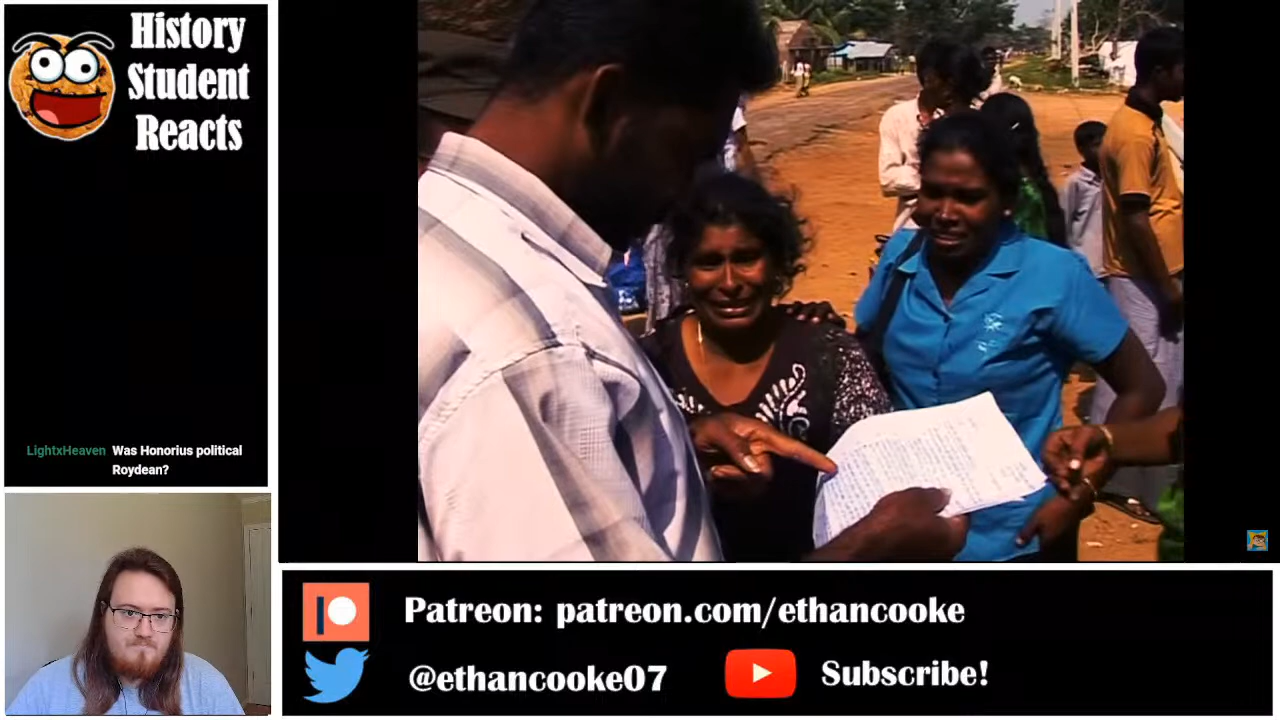 History
Student
Reacts
LightxHeaven Was Honorius political
Roydean?
Patreon: patreon.com/ethancooke
@ethancooke07
Subscribe!